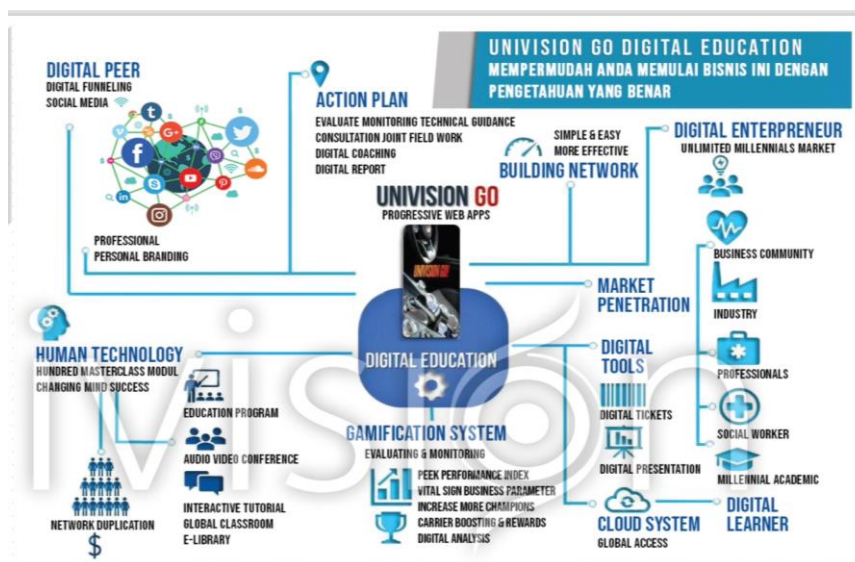 UNIVISION GO DIGITAL EDUCATION
MEMPERMUDAH ANDA MEMULAI BISNIS INI DENGAN
PENGETAHUAN YANG BENAR
DIGITAL PEER
DIGITAL FUNNELING
SOCIAL MEDIA
PROFESSIONAL
PERSONAL BRANDING
ACTION PLAN
EVALUATE MONITORING TECHNICAL GUIDANCE
CONSULTATION JOINT FIELD WORK
DIGITAL COACHING
DIGITAL REPORT
SIMPLE & EASY
MORE EFFECTIVE
BUILDING NETWORK
DIGITAL ENTERPRENEUR
UNLIMITED MILLENNIALS MARKET
BUSINESS COMMUNITY
INDUSTRY
PROFESSIONALS
SOCIAL WORKER
MILLENNIAL ACADEMIC
UNIVISION GO
PROGRESSIVE WEB APPS
UNIVISION GO!
DIGITAL EDUCATION
MARKET
PENETRATION
HUMAN TECHNOLOGY
HUNDRED MASTERCLASS MODUL
CHANGING MIND SUCCESS
EDUCATION PROGRAM
AUDIO VIDEO CONFERENCE
INTERACTIVE TUTORIAL
GLOBAL CLASSROOM
E-LIBRARY
NETWORK DUPLICATION
$
GAMIFICATION SYSTEM
EVALUATING & MONITORING
PEEK PERFORMANCE INDEX
VITAL SIGN BUSINESS PARAMETER
INCREASE MORE CHAMPIONS
CARRIER BOOSTING & REWARDS
DIGITAL ANALYSIS
DIGITAL
TOOLS
DIGITAL TICKETS
DIGITAL PRESENTATION
CLOUD SYSTEM
GLOBAL ACCESS
DIGITAL
LEARNER
ivision